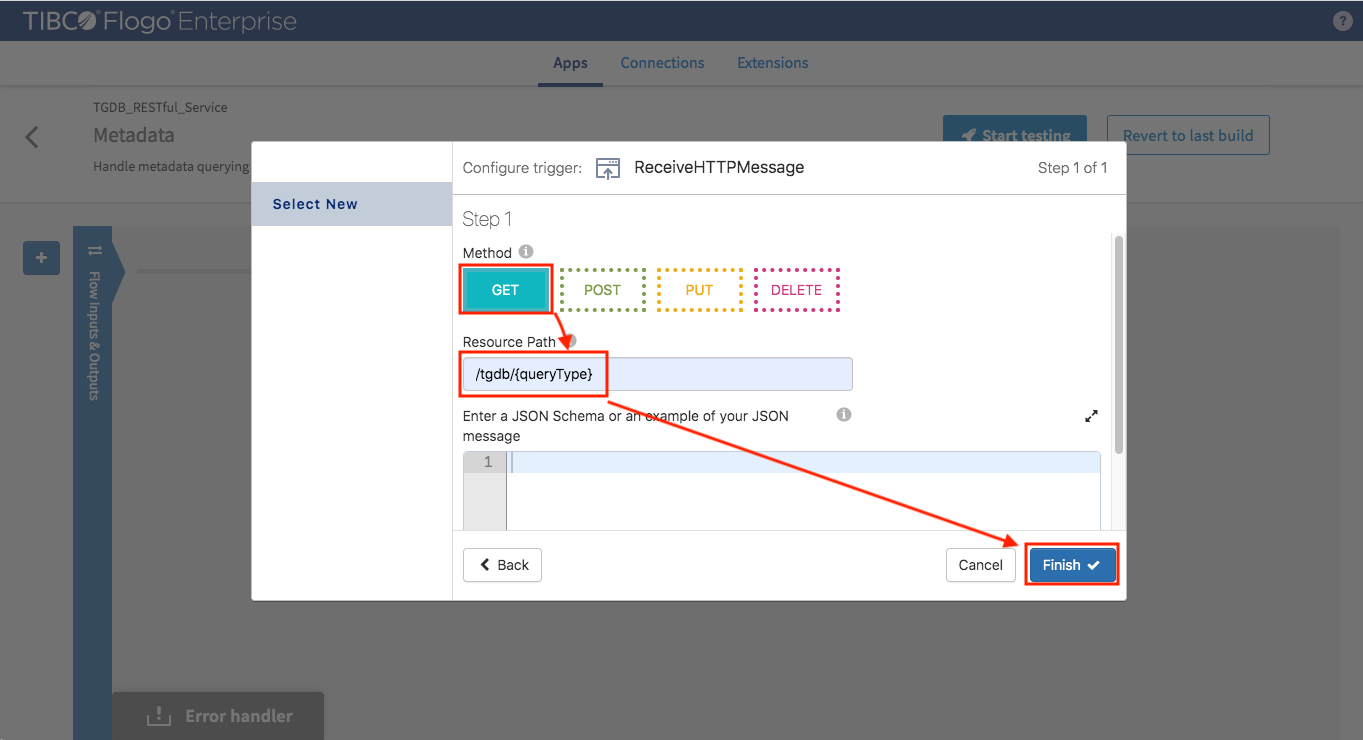 TIBCO® Flogo® Enterprise
?
Apps
Connections
Extensions
TGDB_RESTful_Service
Metadata
Handle metadata querying
Start testing
Revert to last build
Configure trigger:
ReceiveHTTPMessage
Step 1 of 1
Select New
Step 1
Method
GET
POST
PUT
DELETE
Resource Path
/tgdb/{queryType}
Enter a JSON Schema or an example of your JSON
message
1
Back
Cancel
Finish
+
Flow Inputs & Outputs
Error handler